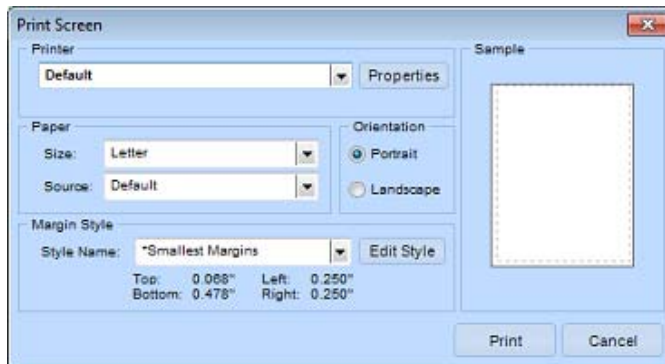 Print Screen
Printer
Default
Properties
Sample
Paper
Size: Letter
Source: Default
Orientation
Portrait
Landscape
Margin Style
Style Name: *Smallest Margins
Edit Style
Top: 0.068" Left: 0.250"
Bottom: 0.478" Right: 0.250"
Print Cancel